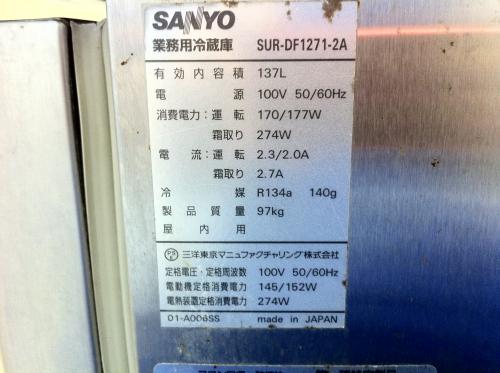 SANYO
業務用冷蔵庫 SUR-DF1271-2A
有効内容積 137L
電源 100V 50/60Hz
消費電力:運転 170/177W
霜取り 274W
電流:運転 2.3/2.0A
霜取り 2.7A
冷媒 R134a 140g
製品質量 97kg
屋内用
三洋東京マニュファクチャリング株式会社
定格電圧・定格周波数 100V 50/60Hz
電動機定格消費電力 145/152W
電熱装置定格消費電力 274W
01-A006SS made in JAPAN